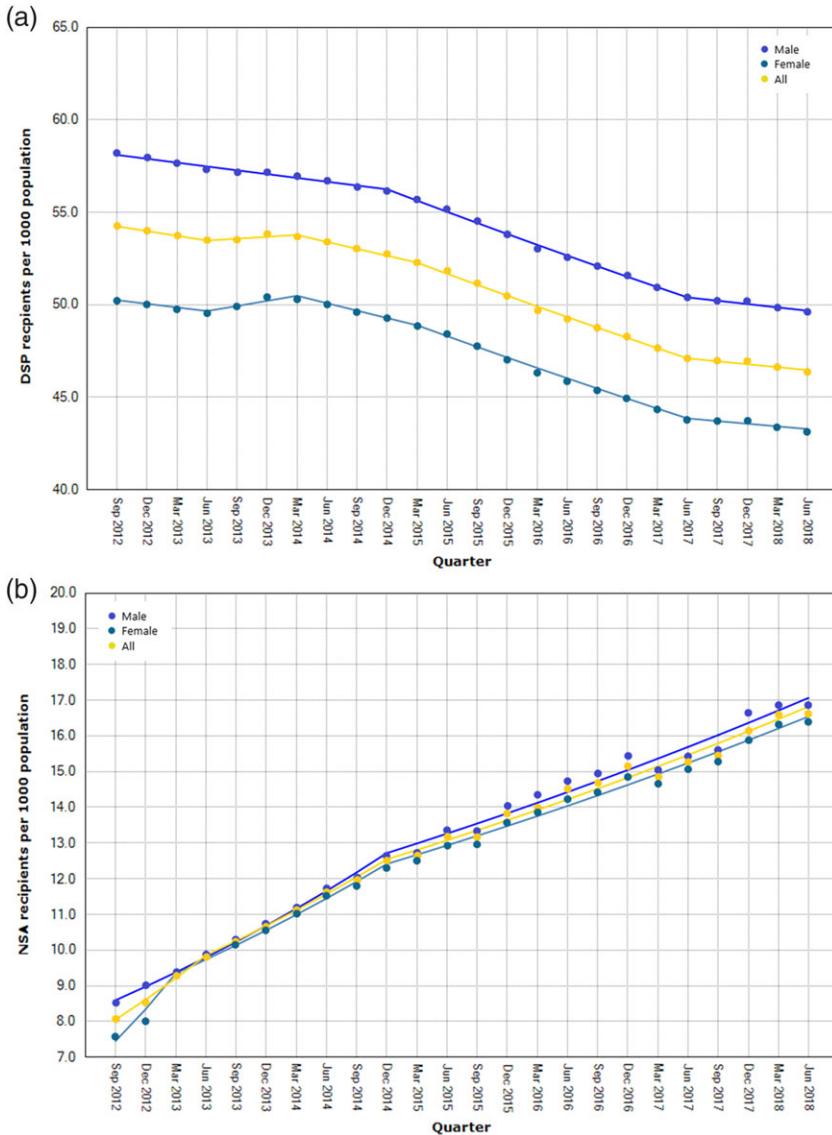 (a)
65.0
60.0
55.0
50.0
45.0
40.0
DSP recpients per 1000 population
Male
Female
All
Sep 2012
Dec 2012
Mar 2013
Jun 2013
Sep 2013
Dec 2013
Mar 2014
Jun 2014
Sep 2014
Dec 2014
Mar 2015
Jun 2015
Sep 2015
Dec 2015
Mar 2016
Jun 2016
Sep 2016
Dec 2016
Mar 2017
Jun 2017
Sep 2017
Dec 2017
Mar 2018
Jun 2018
Quarter
(b)
20.0
19.0
18.0
17.0
16.0
15.0
14.0
13.0
12.0
11.0
10.0
9.0
8.0
7.0
NSA recipients per 1000 population
Male
Female
All
Sep 2012
Dec 2012
Mar 2013
Jun 2013
Sep 2013
Dec 2013
Mar 2014
Jun 2014
Sep 2014
Dec 2014
Mar 2015
Jun 2015
Sep 2015
Dec 2015
Mar 2016
Jun 2016
Sep 2016
Dec 2016
Mar 2017
Jun 2017
Sep 2017
Dec 2017
Mar 2018
Jun 2018
Quarter